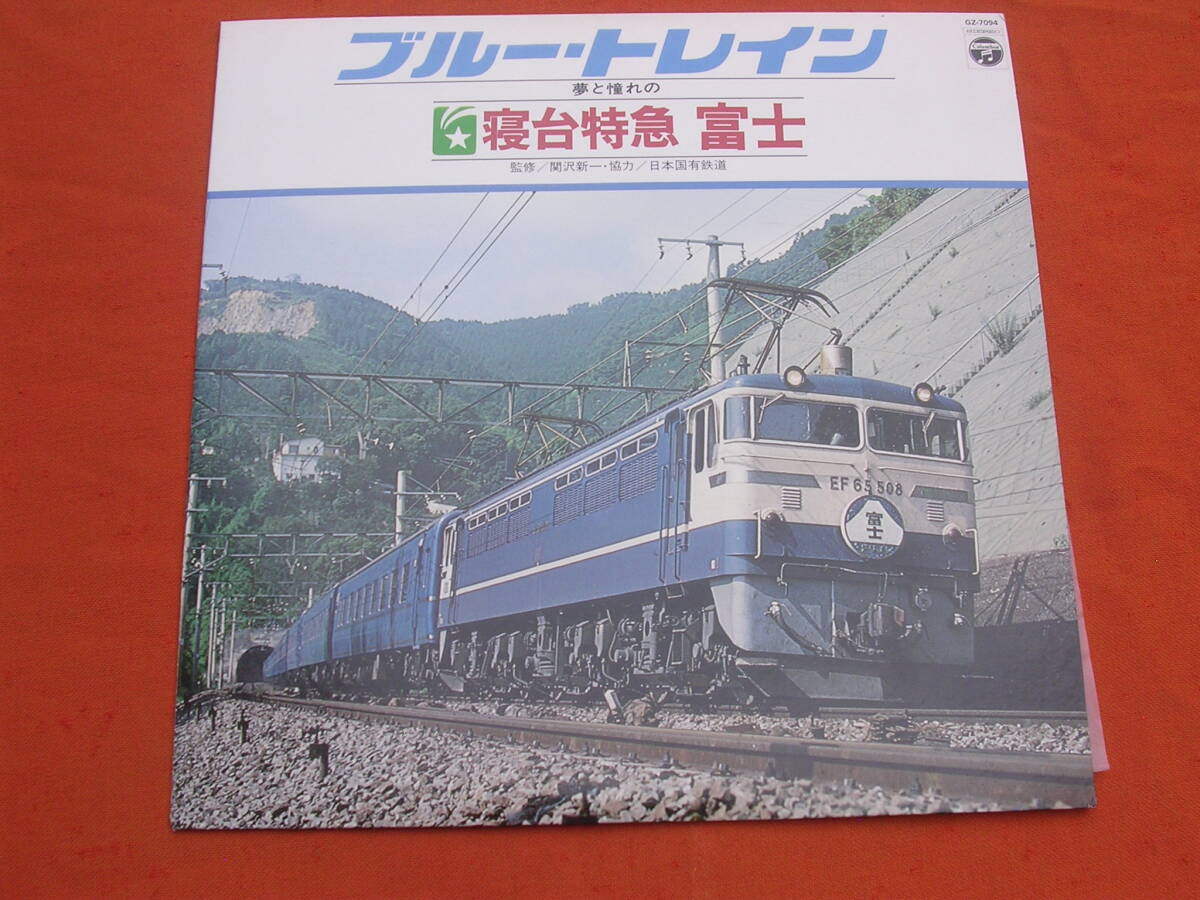 GZ-7094
Columbia
ブルー・トレイン
夢と憧れの
寝台特急 富士
監修/関沢新一・協力/日本国有鉄道
EF 65 508
富士